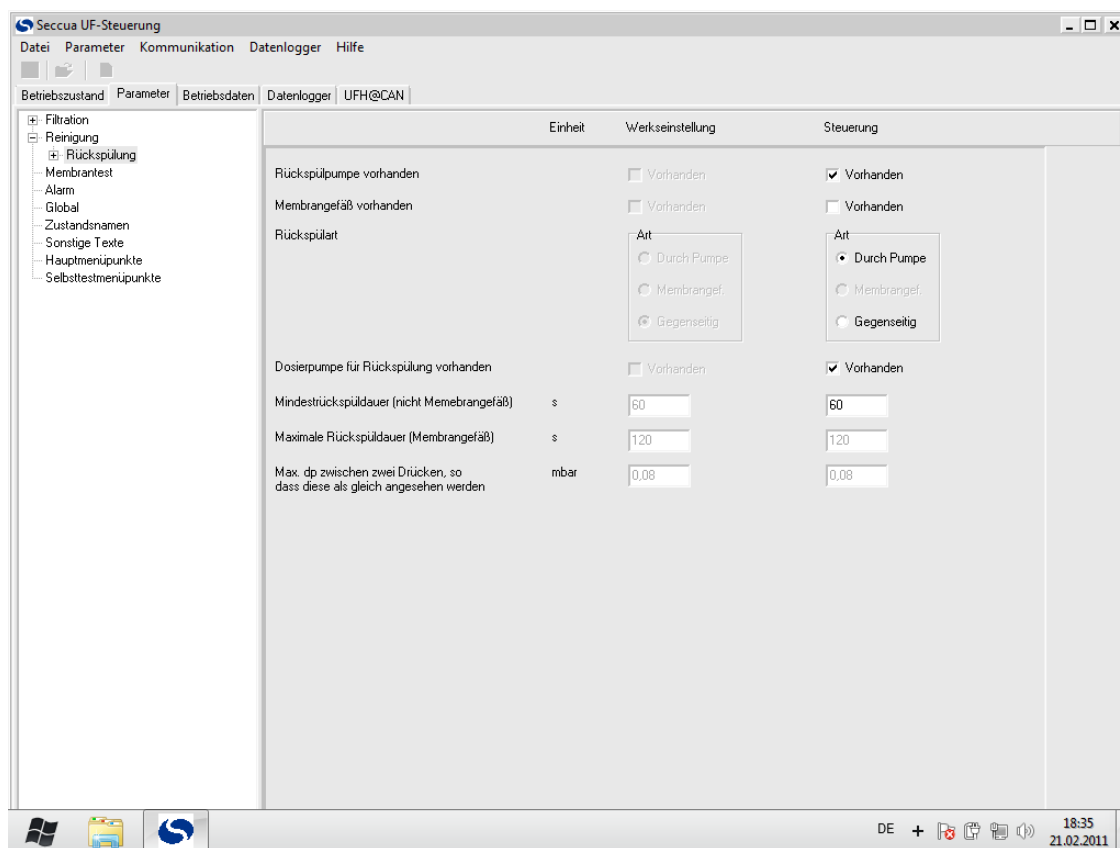 Seccua UF-Steuerung
Datei Parameter Kommunikation Datenlogger Hilfe
Betriebszustand Parameter Betriebsdaten Datenlogger UFH@CAN
Filtration
Reinigung
Rückspülung
Membrantest
Alarm
Global
Zustandsnamen
Sonstige Texte
Hauptmenüpunkte
Selbsttestmenüpunkte
Einheit Werkseinstellung Steuerung
Rückspülpumpe vorhanden Vorhanden Vorhanden
Membrangefäß vorhanden Vorhanden Vorhanden
Rückspülart Art Art
Durch Pumpe Durch Pumpe
Membrangef. Membrangef.
Gegenseitig Gegenseitig
Dosierpumpe für Rückspülung vorhanden Vorhanden Vorhanden
Mindestrückspüldauer (nicht Memebrangefäß) s 60 60
Maximale Rückspüldauer (Membrangefäß) s 120 120
Max. dp zwischen zwei Drücken, so mbar 0,08 0,08
dass diese als gleich angesehen werden
DE 18:35
21.02.2011